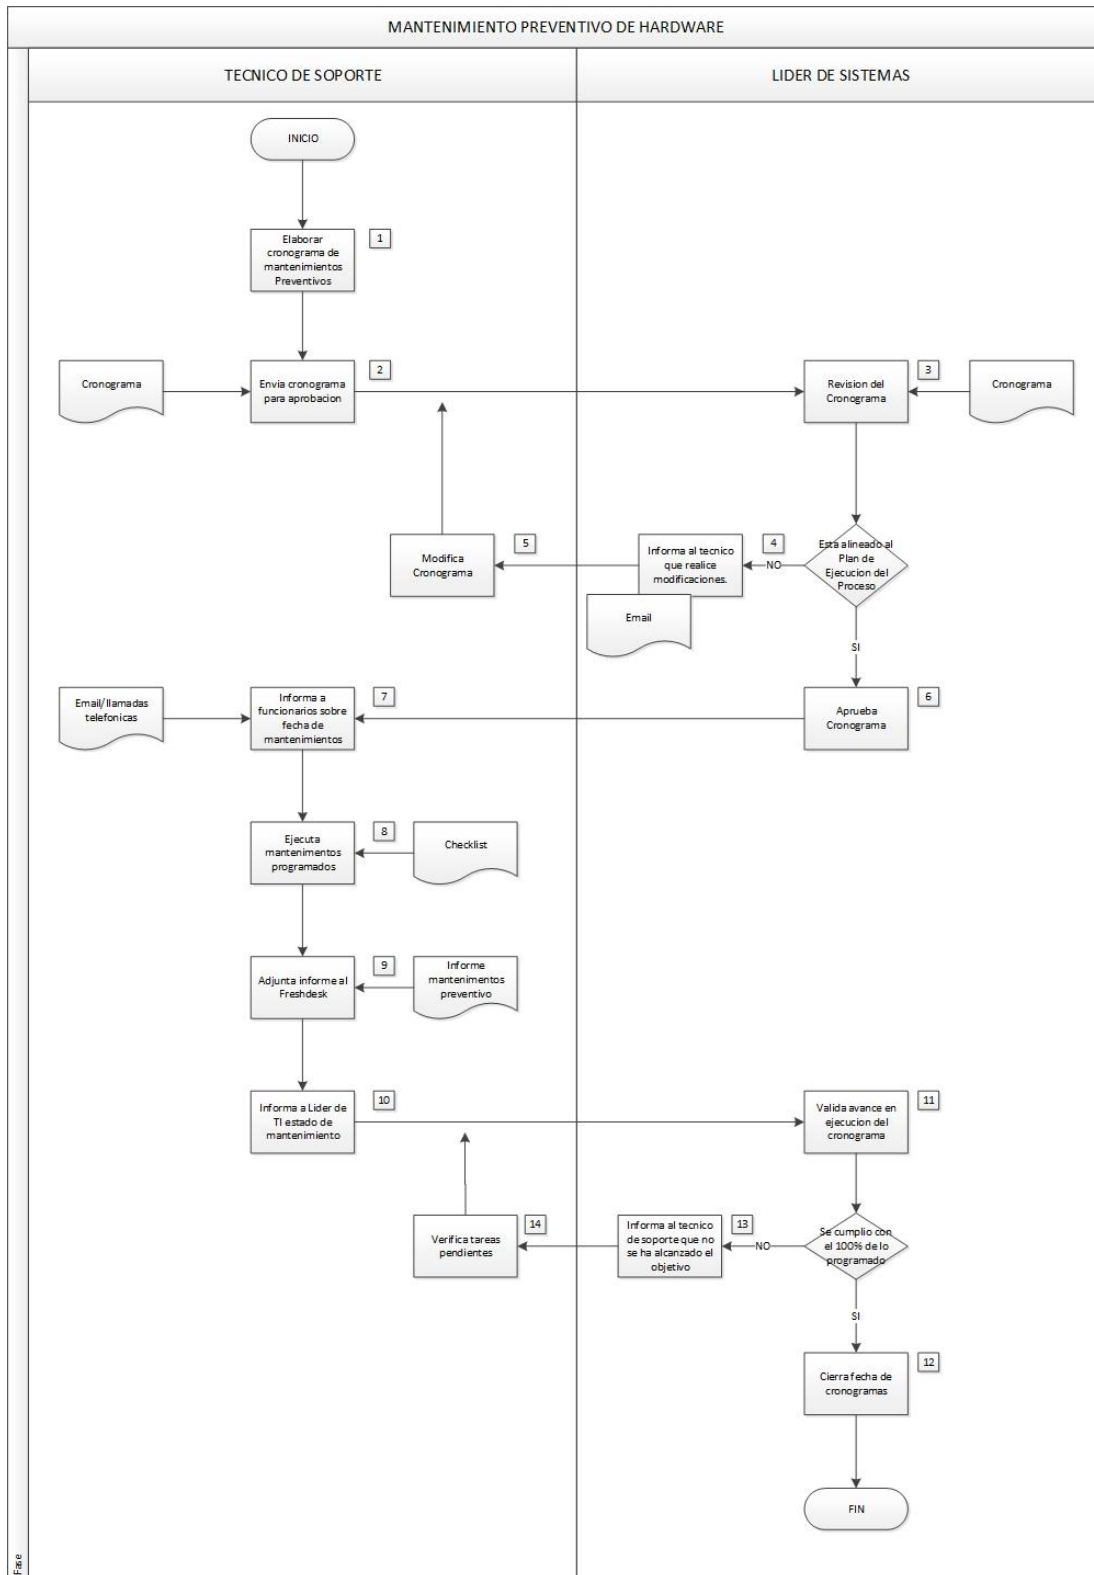 MANTENIMIENTO PREVENTIVO DE HARDWARE
TECNICO DE SOPORTE
LIDER DE SISTEMAS
INICIO
1
Elaborar
cronograma de
mantenimientos
Preventivos
Cronograma
2
Envia cronograma
para aprobacion
3
Revision del
Cronograma
Cronograma
5
Modifica
Cronograma
4
Informa al tecnico
que realice
modificaciones.
Email
NO
Esta alineado al
Plan de
Ejecucion del
Proceso
SI
Email/llamadas
telefonicas
7
Informa a
funcionarios sobre
fecha de
mantenimientos
6
Aprueba
Cronograma
8
Ejecuta
mantenimentos
programados
Checklist
9
Adjunta informe al
Freshdesk
Informe
mantenimentos
preventivo
10
Informa a Lider de
TI estado de
mantenimiento
11
Valida avance en
ejecucion del
cronograma
14
Verifica tareas
pendientes
13
Informa al tecnico
de soporte que no
se ha alcanzado el
objetivo
NO
Se cumplio con
el 100% de lo
programado
SI
12
Cierra fecha de
cronogramas
FIN
Fase